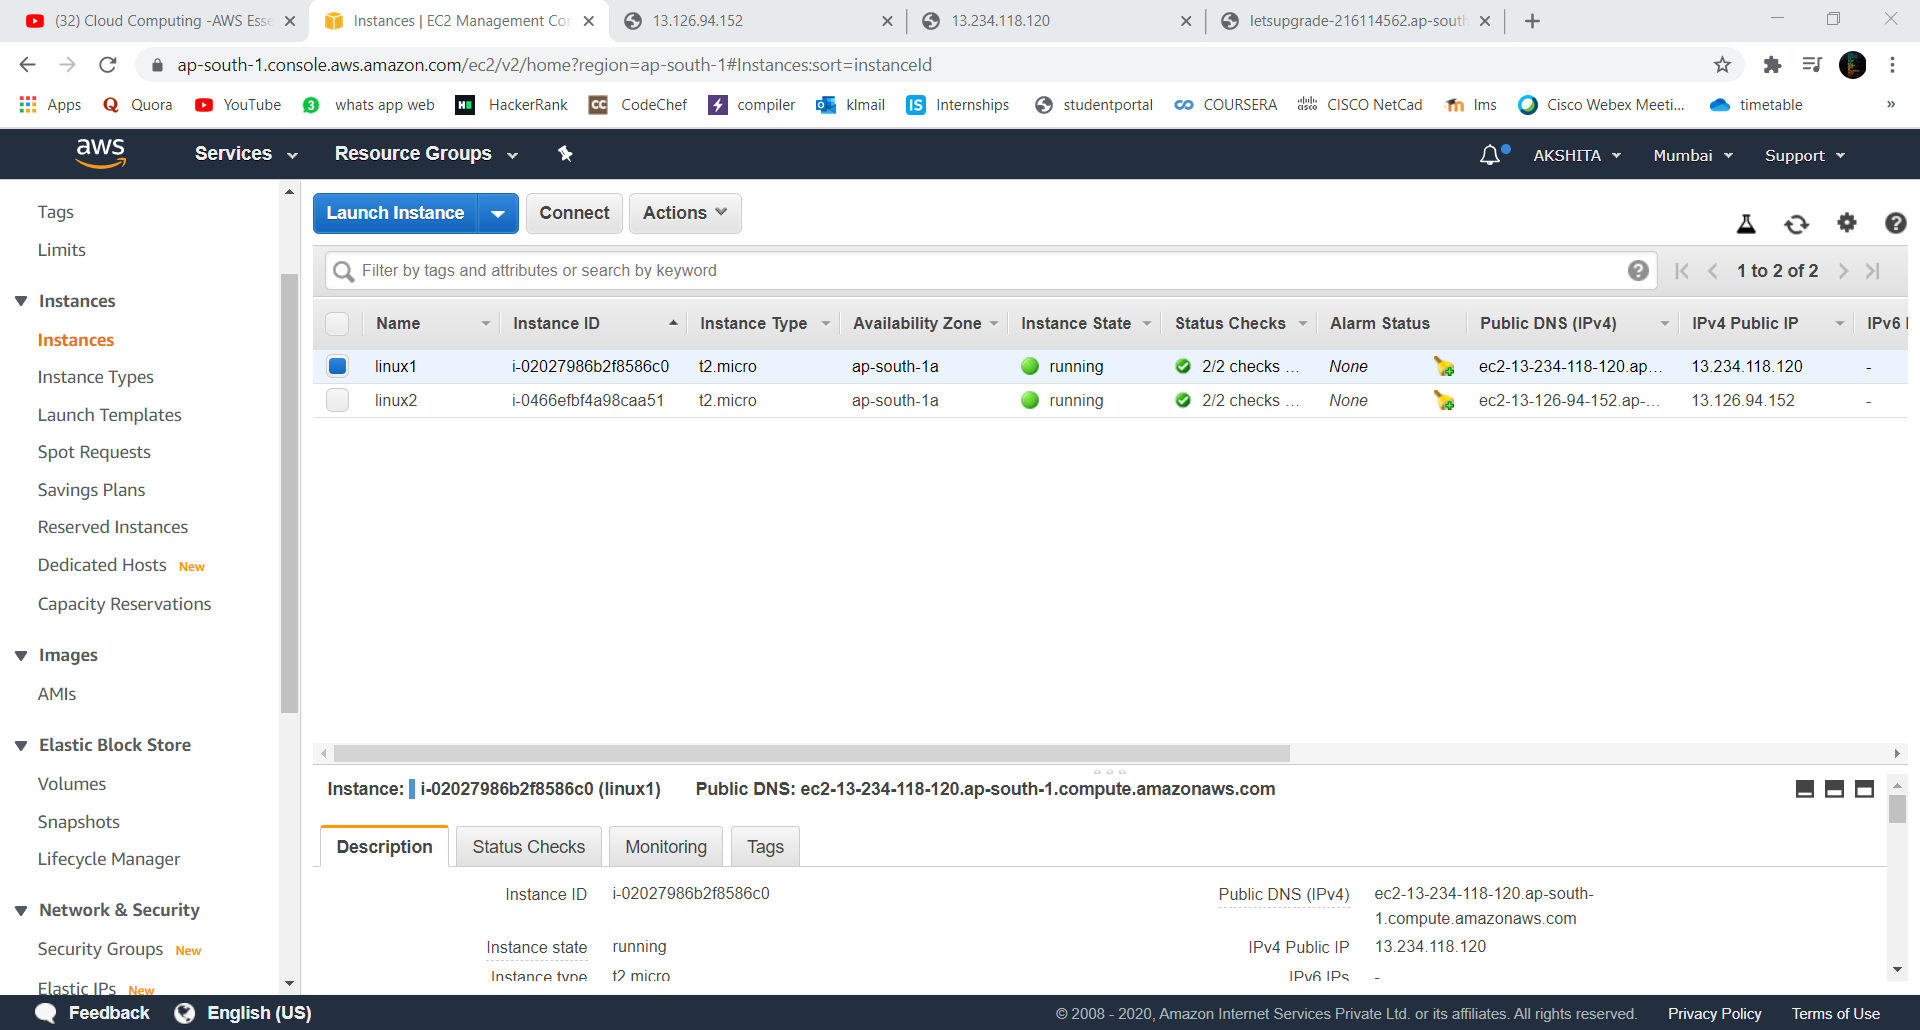 (32) Cloud Computing -AWS Esse
Instances | EC2 Management Con
13.126.94.152
13.234.118.120
letsupgrade-216114562.ap-south
ap-south-1.console.aws.amazon.com/ec2/v2/home?region=ap-south-1#Instances:sort=instanceId
Apps
Quora
YouTube
3
whats app web
HackerRank
CC
CodeChef
compiler
klmail
IS
Internships
studentportal
COURSERA
CISCO NetCad
lms
Cisco Webex Meeti...
timetable
»
aws
Services
Resource Groups
AKSHITA
Mumbai
Support
Tags
Limits
Instances
Instances
Instance Types
Launch Templates
Spot Requests
Savings Plans
Reserved Instances
Dedicated Hosts New
Capacity Reservations
Images
AMIs
Elastic Block Store
Volumes
Snapshots
Lifecycle Manager
Network & Security
Security Groups New
Elastic IPs New
Launch Instance
Connect
Actions
Filter by tags and attributes or search by keyword
1 to 2 of 2
Name Instance ID Instance Type Availability Zone Instance State Status Checks Alarm Status Public DNS (IPv4) IPv4 Public IP IPv6 I
linux1 i-02027986b2f8586c0 t2.micro ap-south-1a running 2/2 checks ... None ec2-13-234-118-120.ap... 13.234.118.120 -
linux2 i-0466efbf4a98caa51 t2.micro ap-south-1a running 2/2 checks ... None ec2-13-126-94-152.ap-... 13.126.94.152 -
Instance: i-02027986b2f8586c0 (linux1) Public DNS: ec2-13-234-118-120.ap-south-1.compute.amazonaws.com
Description
Status Checks
Monitoring
Tags
Instance ID i-02027986b2f8586c0
Public DNS (IPv4) ec2-13-234-118-120.ap-south-
1.compute.amazonaws.com
Instance state running
IPv4 Public IP 13.234.118.120
Instance type t2.micro
IPv6 IPs -
Feedback
English (US)
© 2008 - 2020, Amazon Internet Services Private Ltd. or its affiliates. All rights reserved.
Privacy Policy
Terms of Use